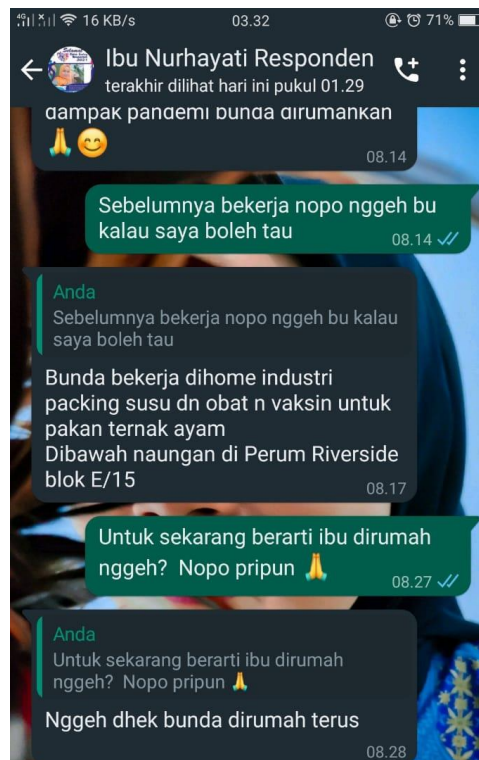 4G 16 KB/s 03.32 71%
Ibu Nurhayati Responden
terakhir dilihat hari ini pukul 01.29
dampak pandemi bunda dirumahkan
🙏😊
08.14
Sebelumnya bekerja nopo nggeh bu
kalau saya boleh tau
08.14
Anda
Sebelumnya bekerja nopo nggeh bu kalau
saya boleh tau
Bunda bekerja dihome industri
packing susu dn obat n vaksin untuk
pakan ternak ayam
Dibawah naungan di Perum Riverside
blok E/15
08.17
Untuk sekarang berarti ibu dirumah
nggeh? Nopo pripun 🙏
08.27
Anda
Untuk sekarang berarti ibu dirumah
nggeh? Nopo pripun 🙏
Nggeh dhek bunda dirumah terus
08.28